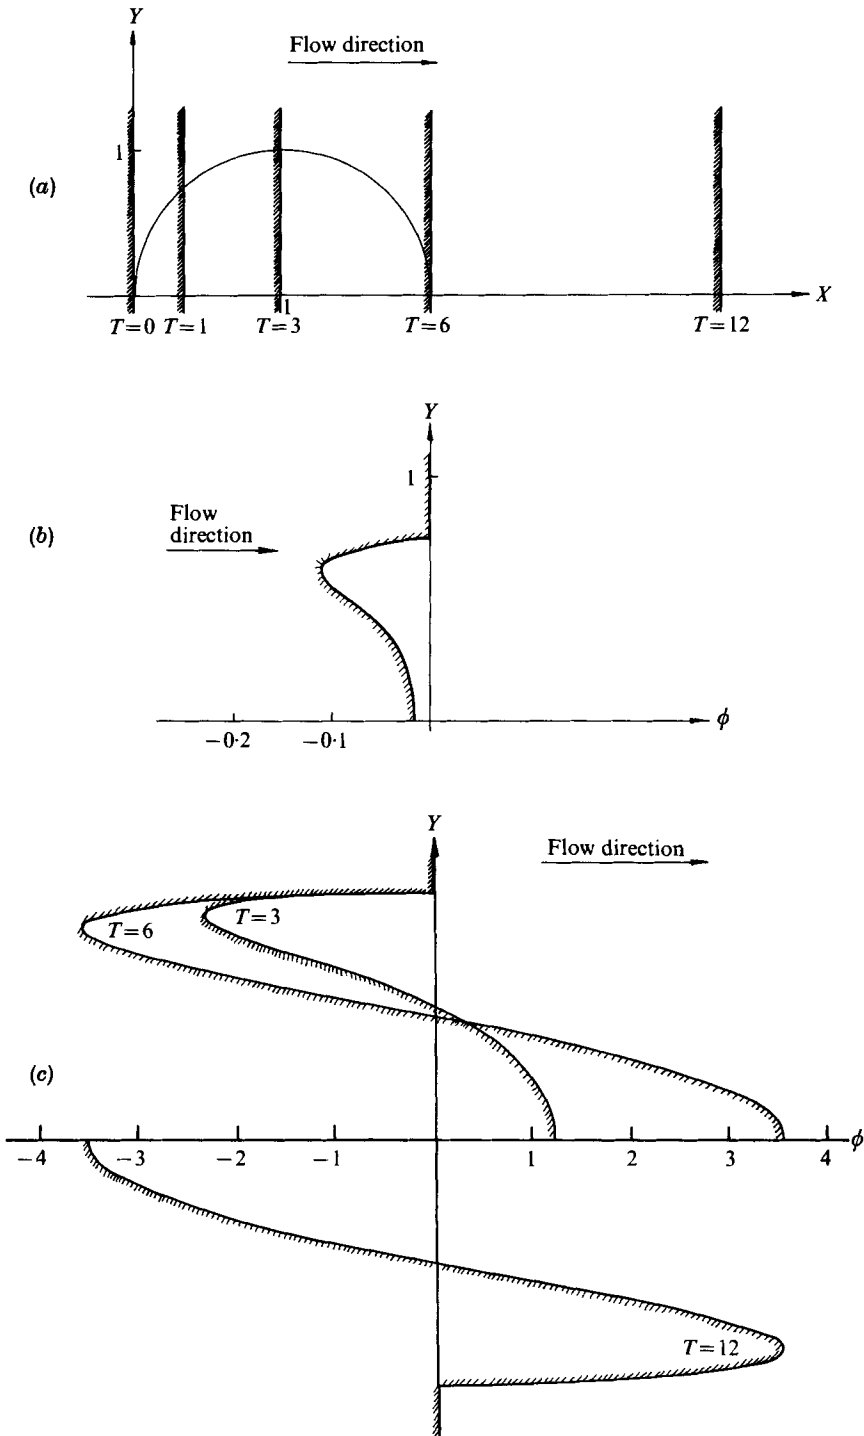 Y
Flow direction
1
(a)
X
1
T=0 T=1 T=3 T=6 T=12
Y
1
Flow
direction
(b)
−0·2 −0·1 ϕ
Y
Flow direction
T=3
T=6
(c)
−4 −3 −2 −1 1 2 3 4 ϕ
T=12